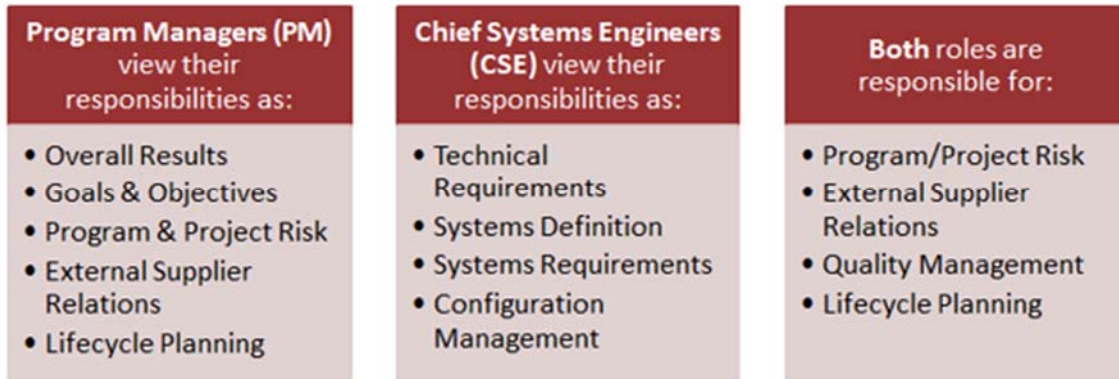 Program Managers (PM)
view their
responsibilities as:
• Overall Results
• Goals & Objectives
• Program & Project Risk
• External Supplier
Relations
• Lifecycle Planning
Chief Systems Engineers
(CSE) view their
responsibilities as:
• Technical
Requirements
• Systems Definition
• Systems Requirements
• Configuration
Management
Both roles are
responsible for:
• Program/Project Risk
• External Supplier
Relations
• Quality Management
• Lifecycle Planning